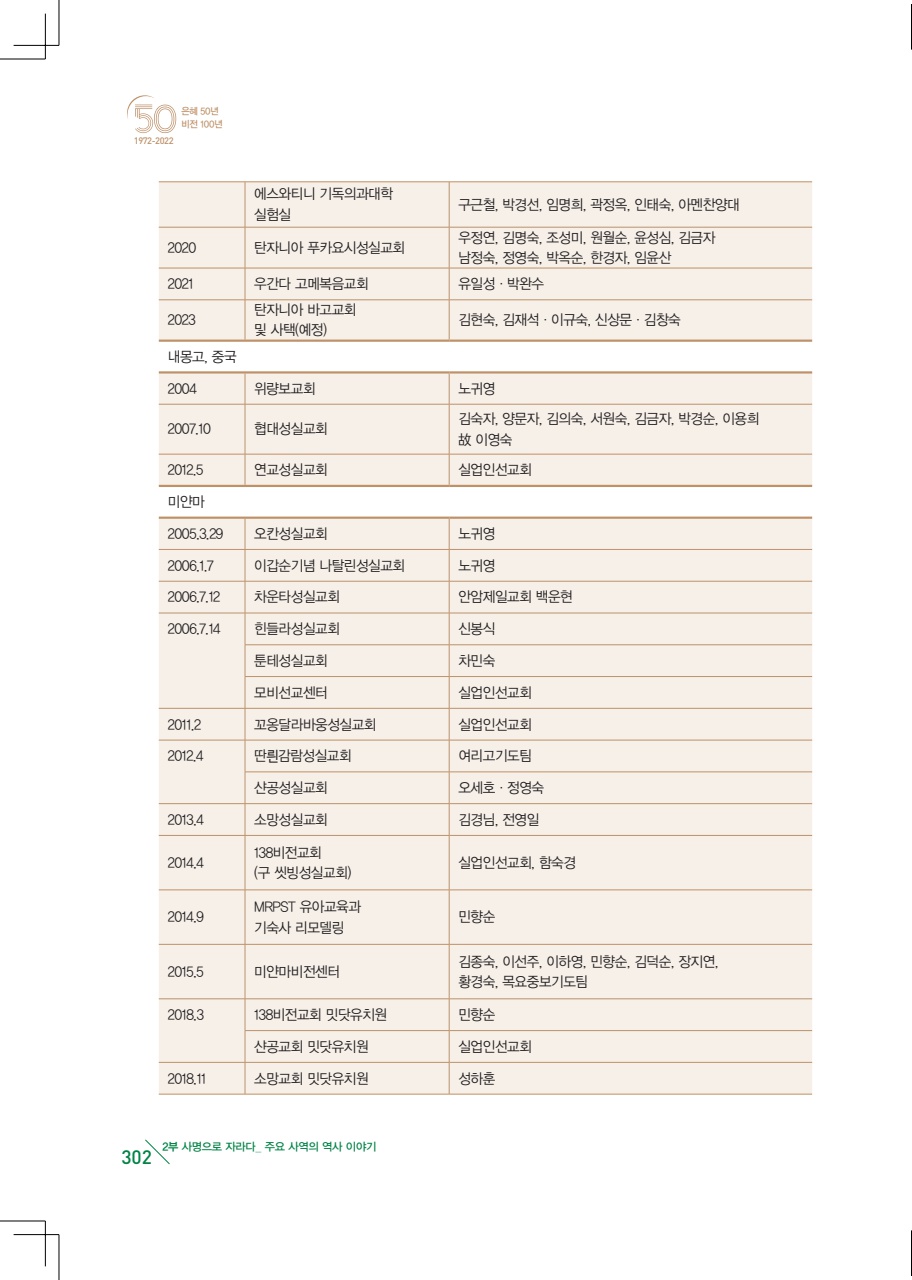 50 은혜 50년
비전 100년
1972-2022
에스와티니 기독의과대학
실험실
구근철, 박경선, 임명희, 곽정옥, 인태숙, 아멘찬양대
2020 탄자니아 푸카요시성실교회
우정연, 김명숙, 조성미, 원월순, 윤성심, 김금자
남정숙, 정영숙, 박옥순, 한경자, 임윤산
2021 우간다 고메복음교회 유일성 · 박완수
2023
탄자니아 바고교회
및 사택(예정)
김현숙, 김재석 · 이규숙, 신상문 · 김창숙
내몽고, 중국
2004 위량보교회 노귀영
2007.10 협대성실교회
김숙자, 양문자, 김의숙, 서원숙, 김금자, 박경순, 이용희
故 이영숙
2012.5 연교성실교회 실업인선교회
미얀마
2005.3.29 오칸성실교회 노귀영
2006.1.7 이갑순기념 나탈린성실교회 노귀영
2006.7.12 차운타성실교회 안암제일교회 백운현
2006.7.14 힌들라성실교회 신봉식
툰테성실교회 차민숙
모비선교센터 실업인선교회
2011.2 꼬옹달라바웅성실교회 실업인선교회
2012.4 딴륀감람성실교회 여리고기도팀
샨공성실교회 오세호 · 정영숙
2013.4 소망성실교회 김경님, 전영일
2014.4
138비전교회
(구 씻빙성실교회)
실업인선교회, 함숙경
2014.9
MRPST 유아교육과
기숙사 리모델링
민향순
2015.5 미얀마비전센터
김종숙, 이선주, 이하영, 민향순, 김덕순, 장지연,
황경숙, 목요중보기도팀
2018.3 138비전교회 밋닷유치원 민향순
샨공교회 밋닷유치원 실업인선교회
2018.11 소망교회 밋닷유치원 성하훈
302 2부 사명으로 자라다_ 주요 사역의 역사 이야기